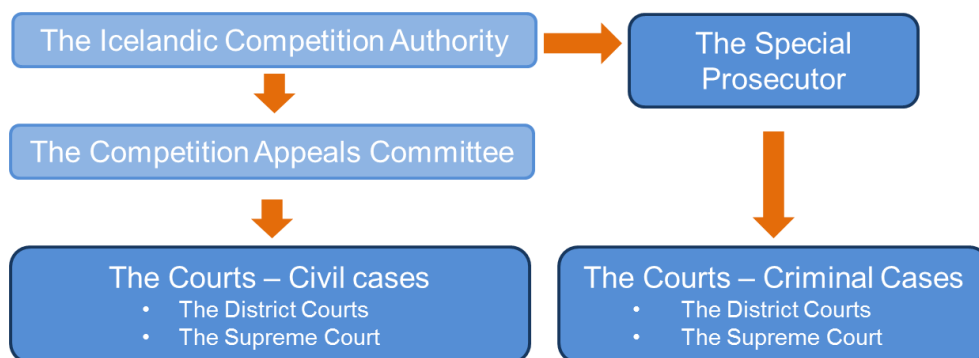 The Icelandic Competition Authority
The Special
Prosecutor
The Competition Appeals Committee
The Courts – Civil cases
• The District Courts
• The Supreme Court
The Courts – Criminal Cases
• The District Courts
• The Supreme Court